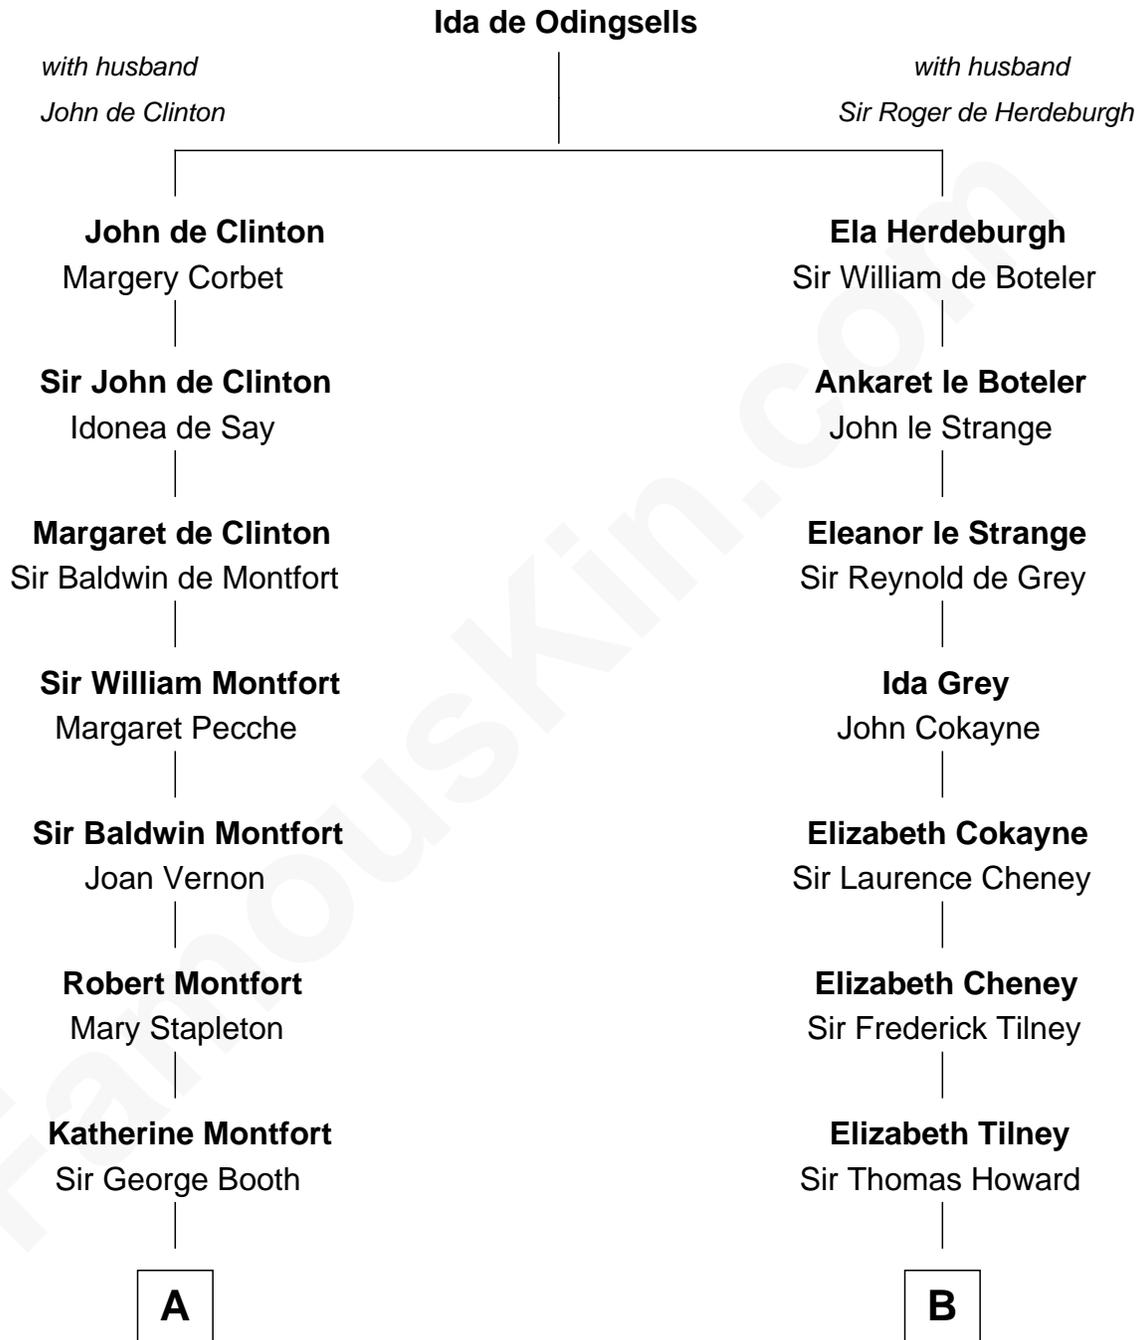 Ida de Odingsells
with husband
John de Clinton
with husband
Sir Roger de Herdeburgh
John de Clinton
Margery Corbet
Ela Herdeburgh
Sir William de Boteler
Sir John de Clinton
Idonea de Say
Ankaret le Boteler
John le Strange
Margaret de Clinton
Sir Baldwin de Montfort
Eleanor le Strange
Sir Reynold de Grey
Sir William Montfort
Margaret Pecche
Ida Grey
John Cokayne
Sir Baldwin Montfort
Joan Vernon
Elizabeth Cokayne
Sir Laurence Cheney
Robert Montfort
Mary Stapleton
Elizabeth Cheney
Sir Frederick Tilney
Katherine Montfort
Sir George Booth
Elizabeth Tilney
Sir Thomas Howard
A
B
FamousKin.com